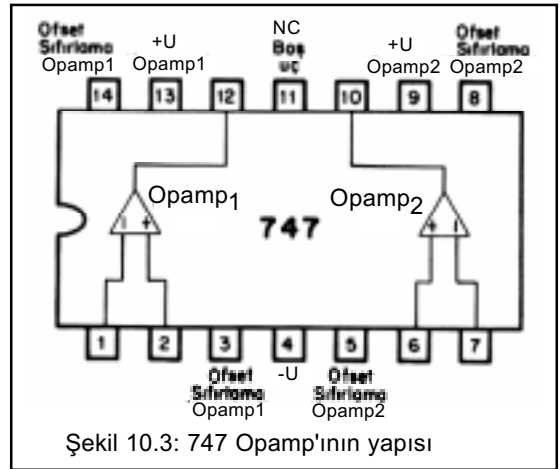 Ofset
Sıfırlama
Opamp1
+U
Opamp1
NC
Boş
uç
+U
Opamp2
Ofset
Sıfırlama
Opamp2
14
13
12
11
10
9
8
Opamp1
Opamp2
747
- +
+ -
1
2
3
4
5
6
7
Ofset
Sıfırlama
Opamp1
-U
Ofset
Sıfırlama
Opamp2
Şekil 10.3: 747 Opamp'ının yapısı